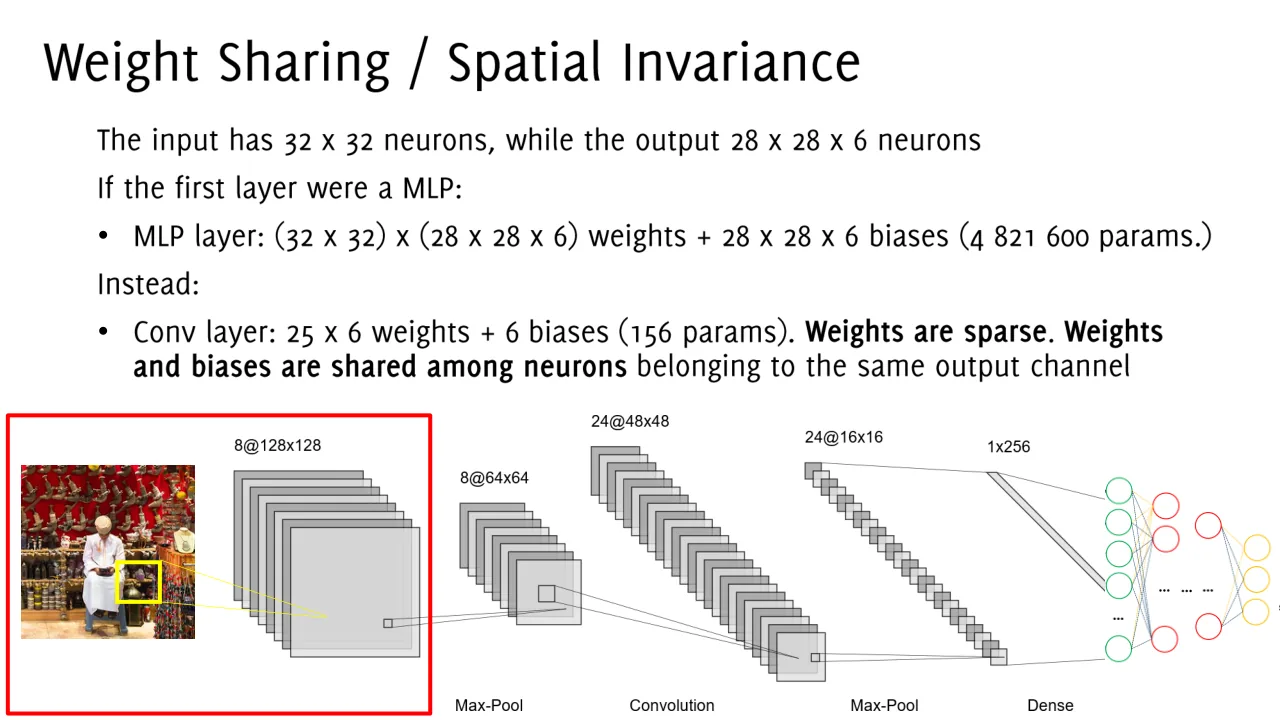 Weight Sharing / Spatial Invariance
The input has 32 x 32 neurons, while the output 28 x 28 x 6 neurons
If the first layer were a MLP:
• MLP layer: (32 x 32) x (28 x 28 x 6) weights + 28 x 28 x 6 biases (4 821 600 params.)
Instead:
• Conv layer: 25 x 6 weights + 6 biases (156 params). Weights are sparse. Weights
and biases are shared among neurons belonging to the same output channel
24@48x48
8@128x128
24@16x16
1x256
8@64x64
...
... ... ...
Max-Pool
Convolution
Max-Pool
Dense